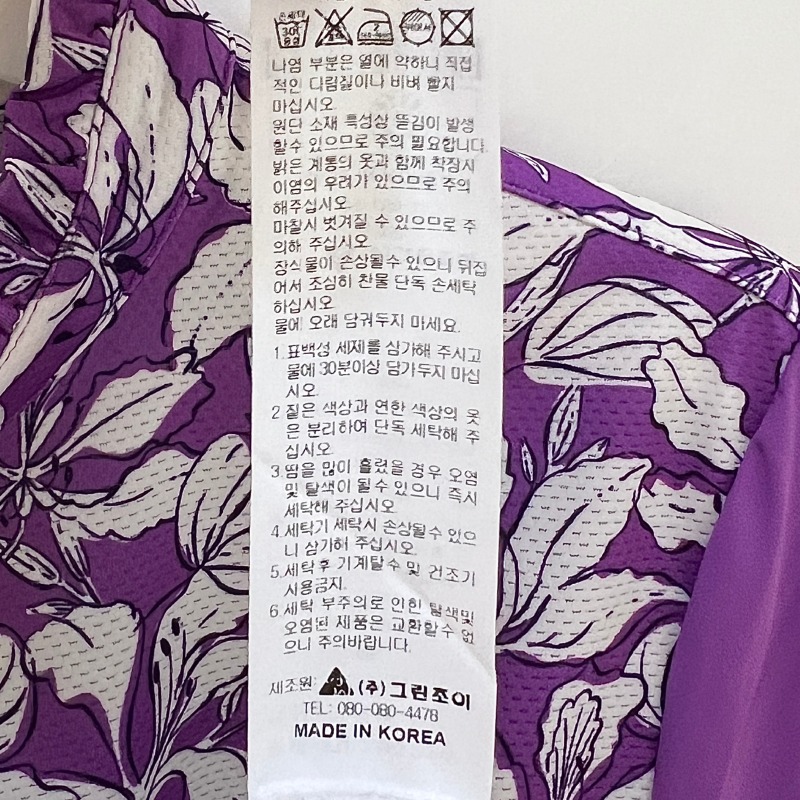 손세탁
30℃
중성
나염 부분은 열에 약하니 직접
적인 다림질이나 비벼 빨지
마십시오.
원단 소재 특성상 뜯김이 발생
할수 있으므로 주의 필요합니다.
밝은 계통의 옷과 함께 착장시
이염의 우려가 있으므로 주의
해주십시오.
마찰시 벗겨질 수 있으므로 주
의해 주십시오.
장식물이 손상될수 있으니 뒤집
어서 조심히 찬물 단독 손세탁
하십시오.
물에 오래 담궈두지 마세요.
1.표백성 세제를 삼가해 주시고
물에 30분이상 담가두지 마십
시오.
2.짙은 색상과 연한 색상의 옷
은 분리하여 단독 세탁해 주
십시오.
3.땀을 많이 흘렸을 경우 오염
및 탈색이 될수 있으니 즉시
세탁해 주십시오.
4.세탁기 세탁시 손상될수 있으
니 삼가해 주십시오.
5.세탁후 기계탈수 및 건조기
사용금지.
6.세탁 부주의로 인한 탈색및
오염된 제품은 교환할수 없
으니 주의바랍니다.
제조원: (주)그린조이
TEL: 080-080-4478
MADE IN KOREA